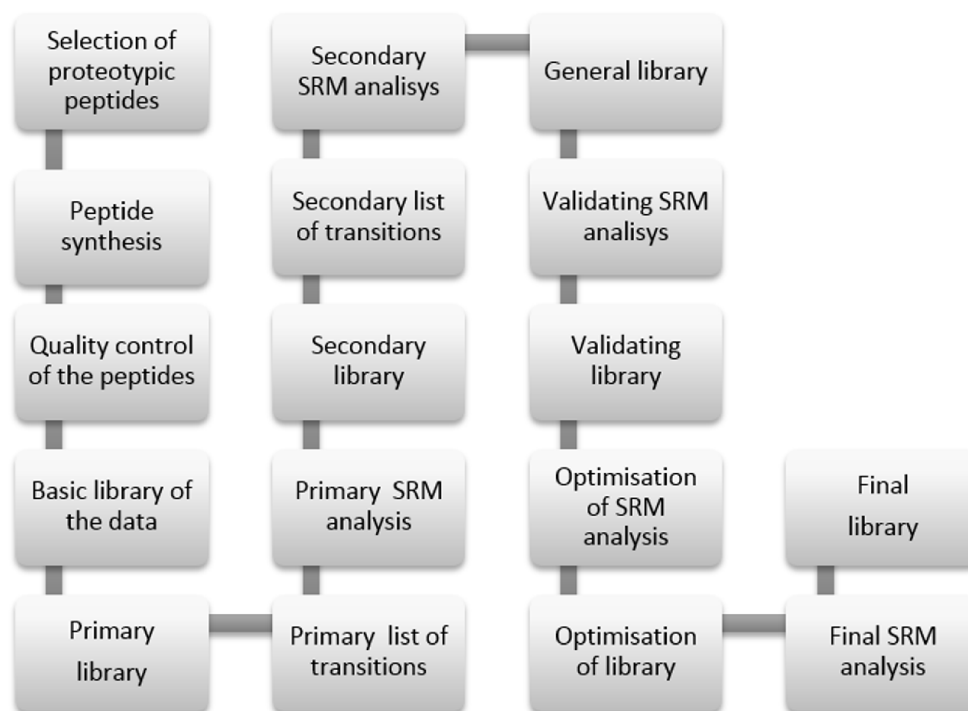 Selection of
proteotypic
peptides
Peptide
synthesis
Quality control
of the peptides
Basic library of
the data
Primary
library
Primary list of
transitions
Primary SRM
analysis
Secondary
library
Secondary list
of transitions
Secondary
SRM analisys
General library
Validating SRM
analisys
Validating
library
Optimisation
of SRM
analysis
Optimisation
of library
Final SRM
analysis
Final
library